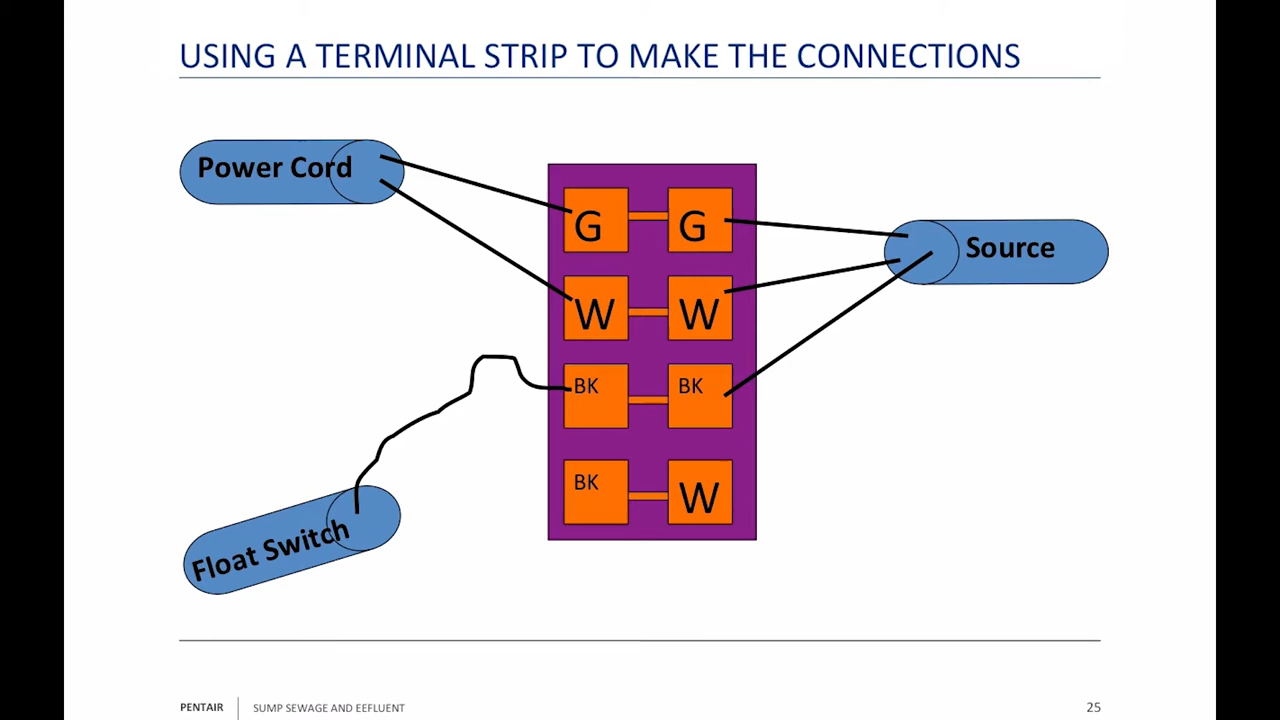 USING A TERMINAL STRIP TO MAKE THE CONNECTIONS
Power Cord
G G
Source
W W
BK BK
BK W
Float Switch
PENTAIR SUMP SEWAGE AND EEFLUENT 25